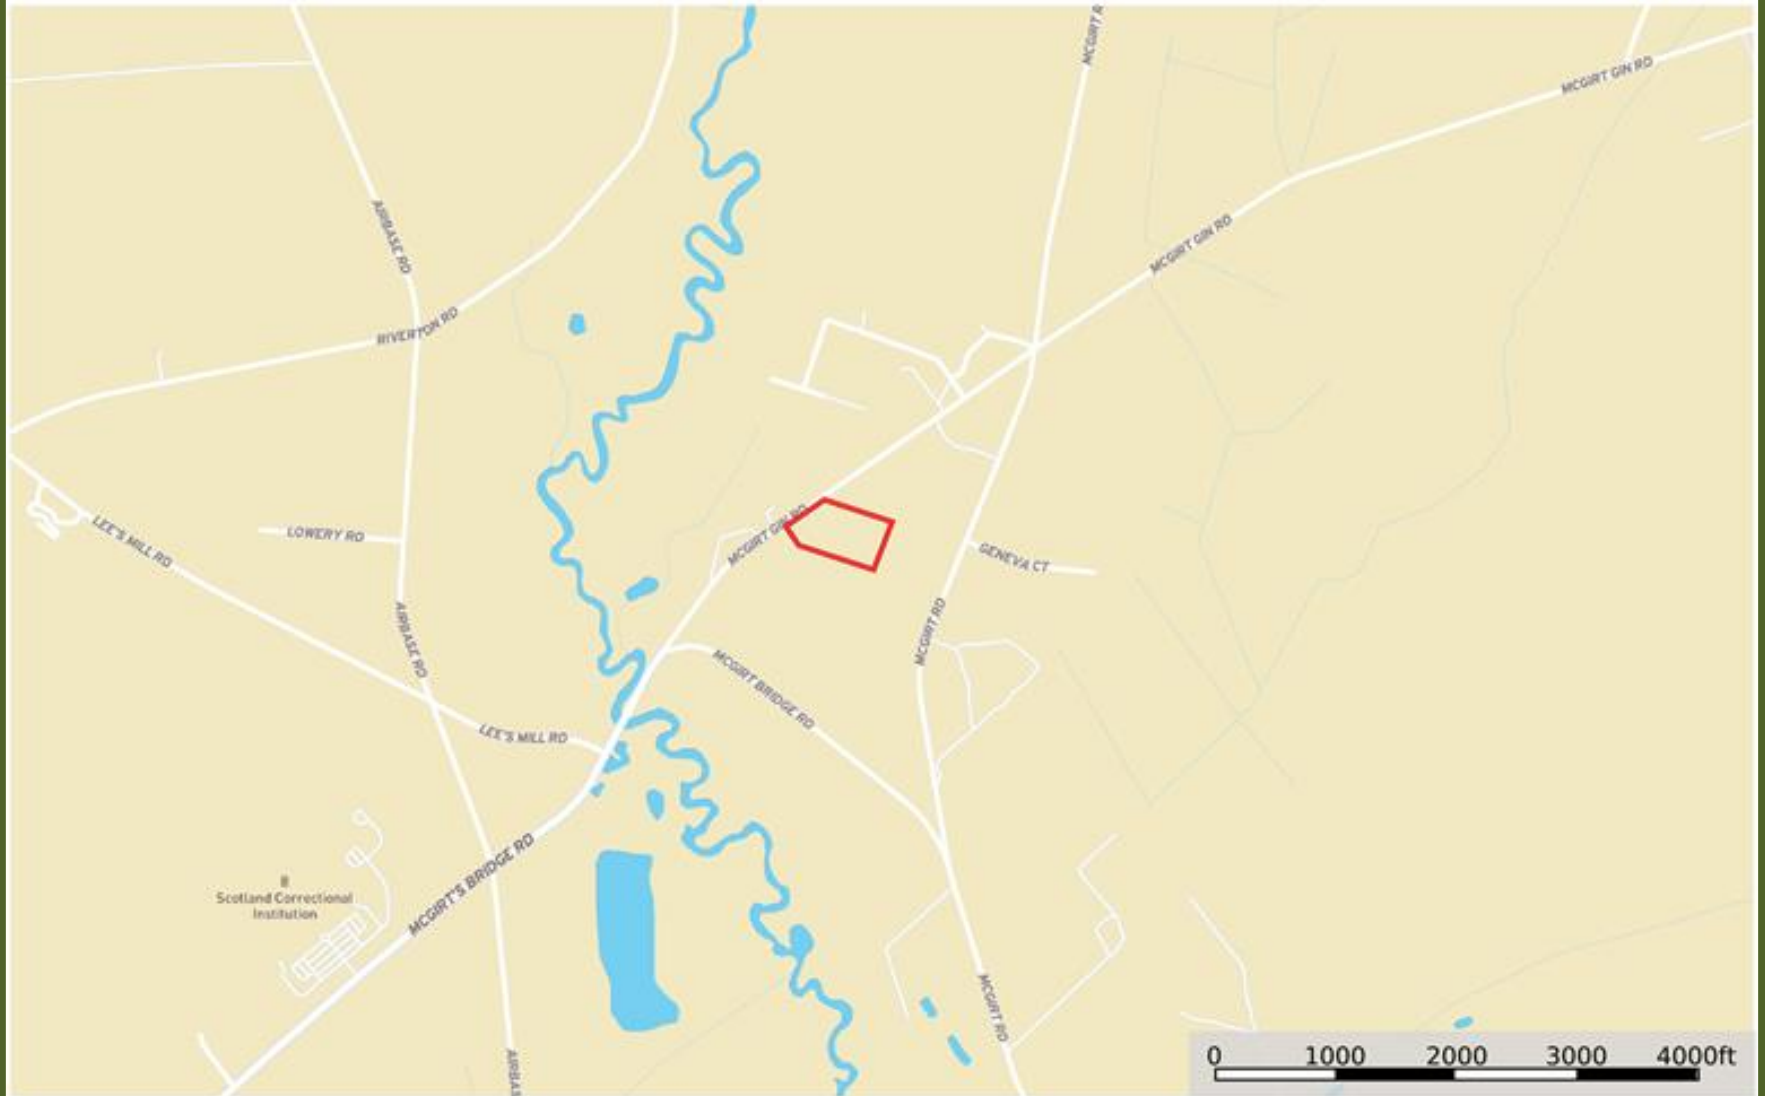 MCGIRT R
MCGIRT GIN RD
AIRBASE RD
MCGIRT GIN RD
RIVERTON RD
LEE'S MILL RD
LOWERY RD
MCGIRT GIN RD
GENEVA CT
AIRBASE RD
MCGIRT RD
MCGIRT BRIDGE RD
LEE'S MILL RD
MCGIRT'S BRIDGE RD
Scotland Correctional
Institution
MCGIRT RD
AIRBAS
0 1000 2000 3000 4000ft